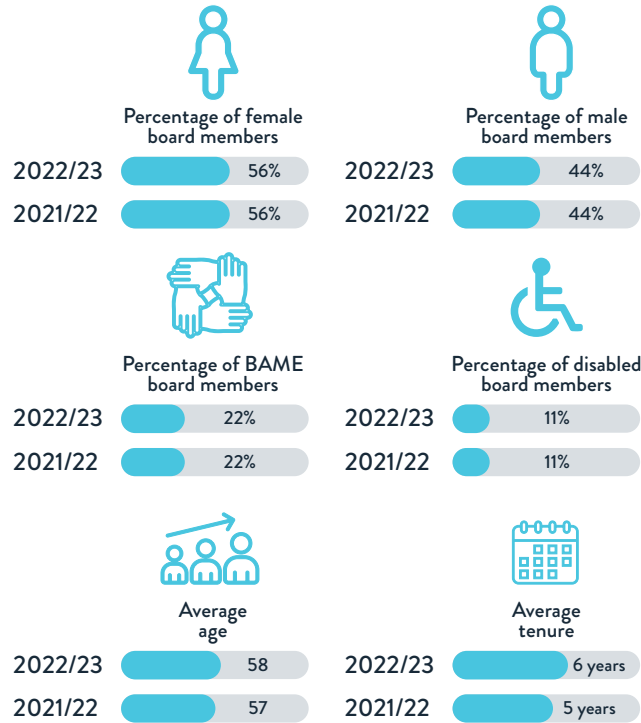 Percentage of female
board members
2022/23 56%
2021/22 56%
Percentage of male
board members
2022/23 44%
2021/22 44%
Percentage of BAME
board members
2022/23 22%
2021/22 22%
Percentage of disabled
board members
2022/23 11%
2021/22 11%
Average
age
2022/23 58
2021/22 57
Average
tenure
2022/23 6 years
2021/22 5 years